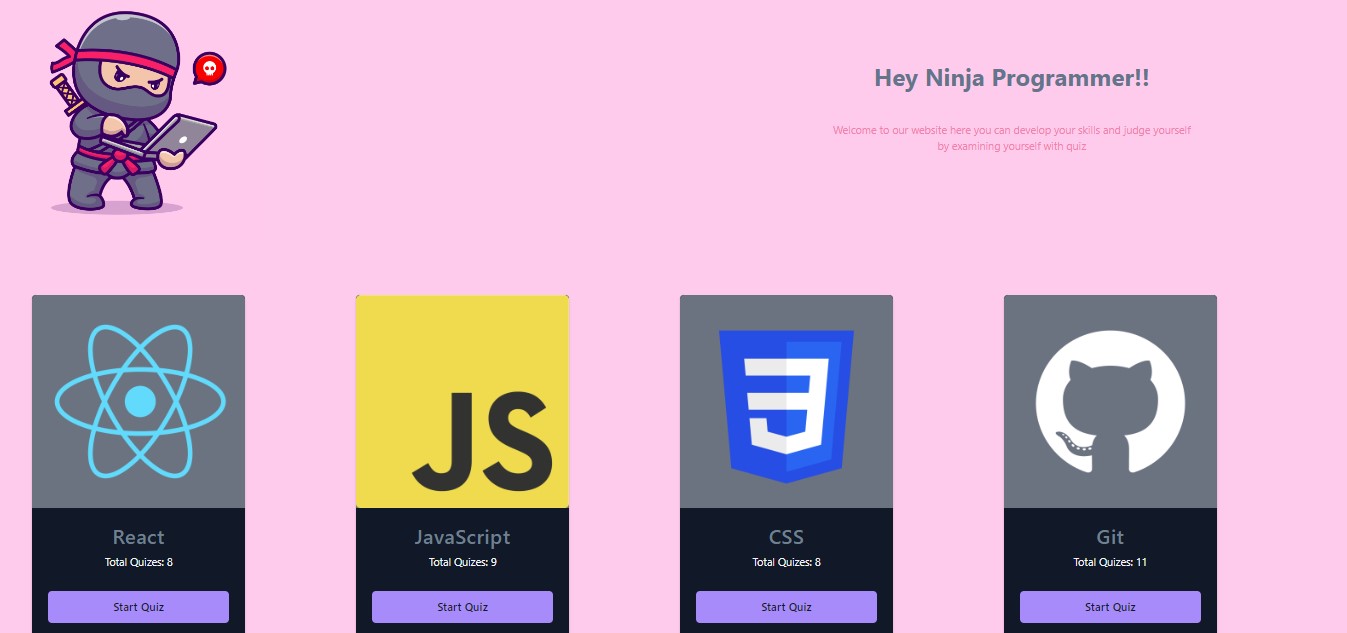 Hey Ninja Programmer!!
Welcome to our website here you can develop your skills and judge yourself
by examining yourself with quiz
JS
React
JavaScript
CSS
Git
Total Quizes: 8
Total Quizes: 9
Total Quizes: 8
Total Quizes: 11
Start Quiz
Start Quiz
Start Quiz
Start Quiz